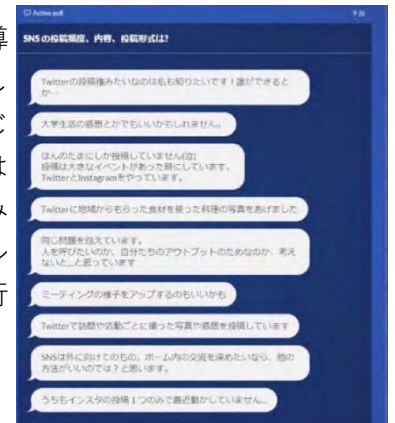 導
ン
ど
は
み
ン
行
Active poll
SNSの投稿頻度、内容、投稿形式は?
Twitterの投稿権みたいなのは私も知りたいです！誰ができると
か…
大学生活の感想とかでもいいかもしれません。
ほんのたまにしか投稿していません(泣)
投稿は大きなイベントがあった時にしています。
TwitterとInstagramをやっています。
Twitterに地域からもらった食材を使った料理の写真をあげました
同じ問題を抱えています。
人を呼びたいのか、自分たちのアウトプットのためなのか、考え
ないと...と思っています
ミーティングの様子をアップするのもいいかも
Twitterで訪問や活動ごとに撮った写真や感想を投稿しています
SNSは外に向けてのもの。ホーム内の交流を深めたいなら、他の
方法がいいのでは？と思います。
うちもインスタの投稿１つのみで最近動かしていません...